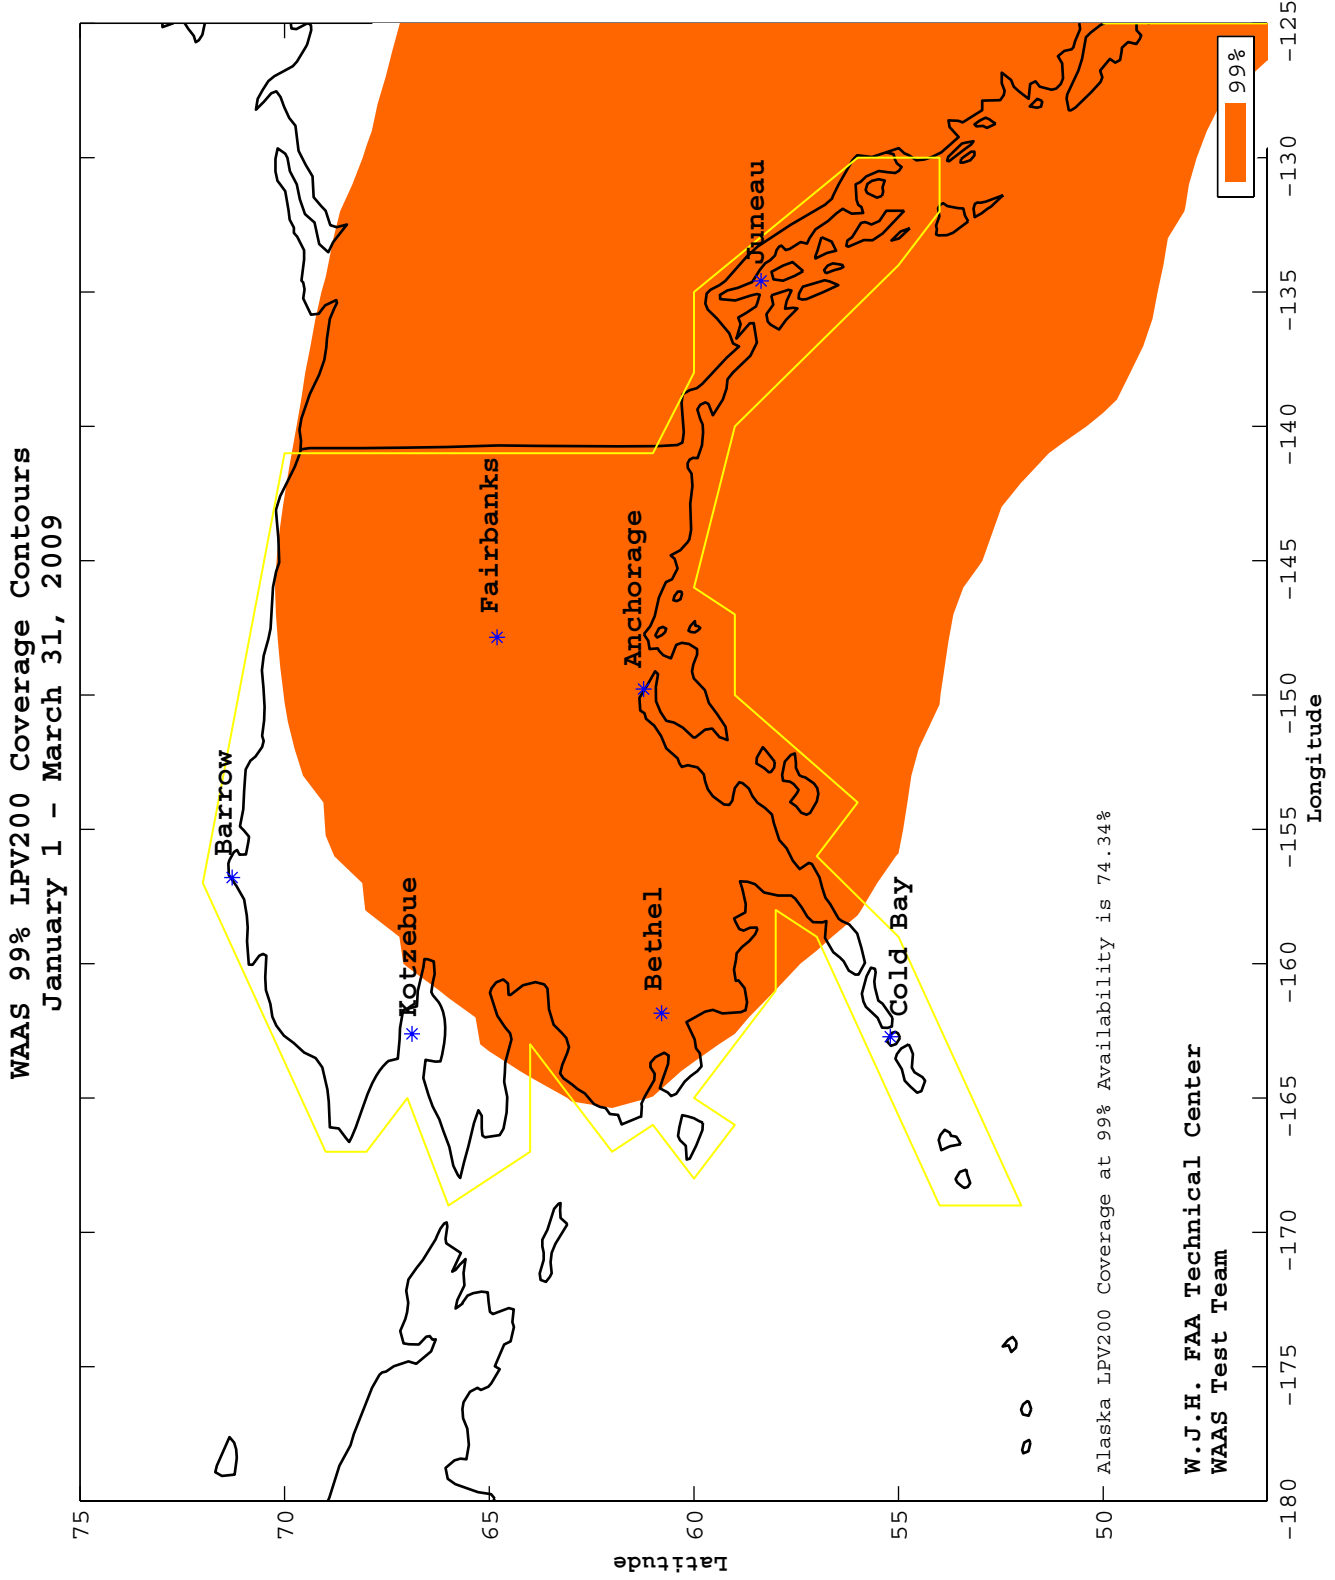 WAAS 99% LPV200 Coverage Contours
January 1 - March 31, 2009
Latitude
75
70
65
60
55
50
Barrow
Kotzebue
Fairbanks
Anchorage
Bethel
Juneau
Cold Bay
Alaska LPV200 Coverage at 99% Availability is 74.34%
W.J.H. FAA Technical Center
WAAS Test Team
99%
-180
-175
-170
-165
-160
-155
-150
-145
-140
-135
-130
-125
Longitude